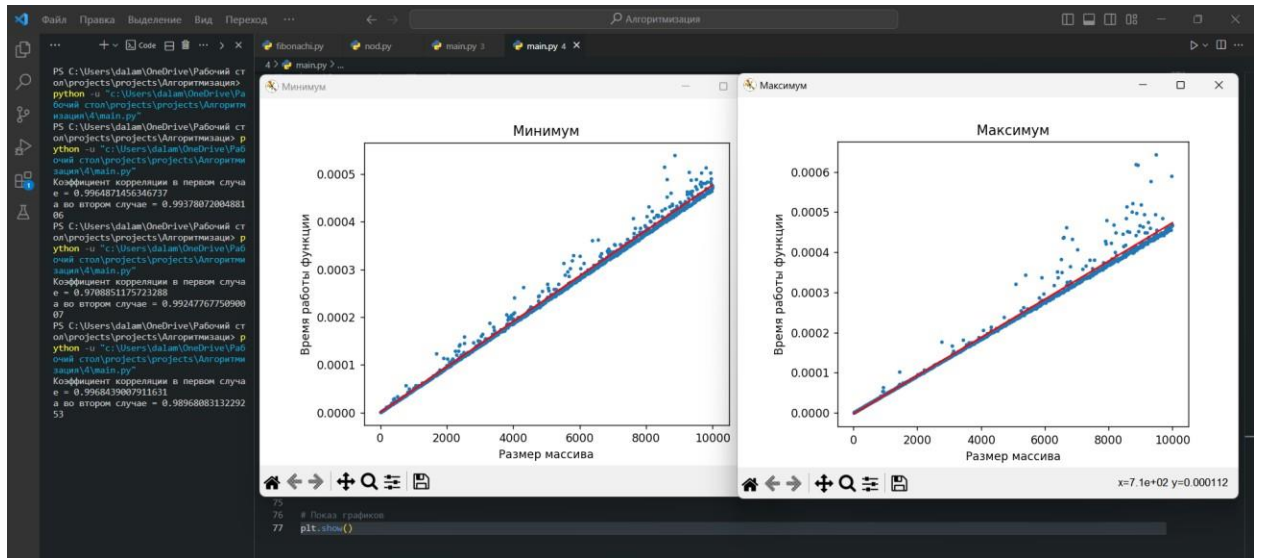 Файл Правка Выделение Вид Переход ...
Алгоритмизация
... Code ...
fibonachi.py nod.py main.py 3 main.py 4
4 > main.py > ...
PS C:\Users\dalam\OneDrive\Рабочий ст
ол\projects\projects\Алгоритмизация>
python -u "c:\Users\dalam\OneDrive\Ра
бочий стол\projects\projects\Алгоритм
изация\4\main.py"
PS C:\Users\dalam\OneDrive\Рабочий ст
ол\projects\projects\Алгоритмизаци> p
ython -u "c:\Users\dalam\OneDrive\Раб
очий стол\projects\projects\Алгоритми
зация\4\main.py"
Коэффициент корреляции в первом случа
е = 0.9964871456346737
а во втором случае = 0.99378072004881
06
PS C:\Users\dalam\OneDrive\Рабочий ст
ол\projects\projects\Алгоритмизаци> p
ython -u "c:\Users\dalam\OneDrive\Раб
очий стол\projects\projects\Алгоритми
зация\4\main.py"
Коэффициент корреляции в первом случа
е = 0.9708851175723288
а во втором случае = 0.99247767750900
07
PS C:\Users\dalam\OneDrive\Рабочий ст
ол\projects\projects\Алгоритмизаци> p
ython -u "c:\Users\dalam\OneDrive\Раб
очий стол\projects\projects\Алгоритми
зация\4\main.py"
Коэффициент корреляции в первом случа
е = 0.9968439007911631
а во втором случае = 0.98968083132292
53
Минимум
Минимум
Время работы функции
0.0005
0.0004
0.0003
0.0002
0.0001
0.0000
0 2000 4000 6000 8000 10000
Размер массива
Максимум
Максимум
Время работы функции
0.0006
0.0005
0.0004
0.0003
0.0002
0.0001
0.0000
0 2000 4000 6000 8000 10000
Размер массива
x=7.1e+02 y=0.000112
75
76 # Показ графиков
77 plt.show()